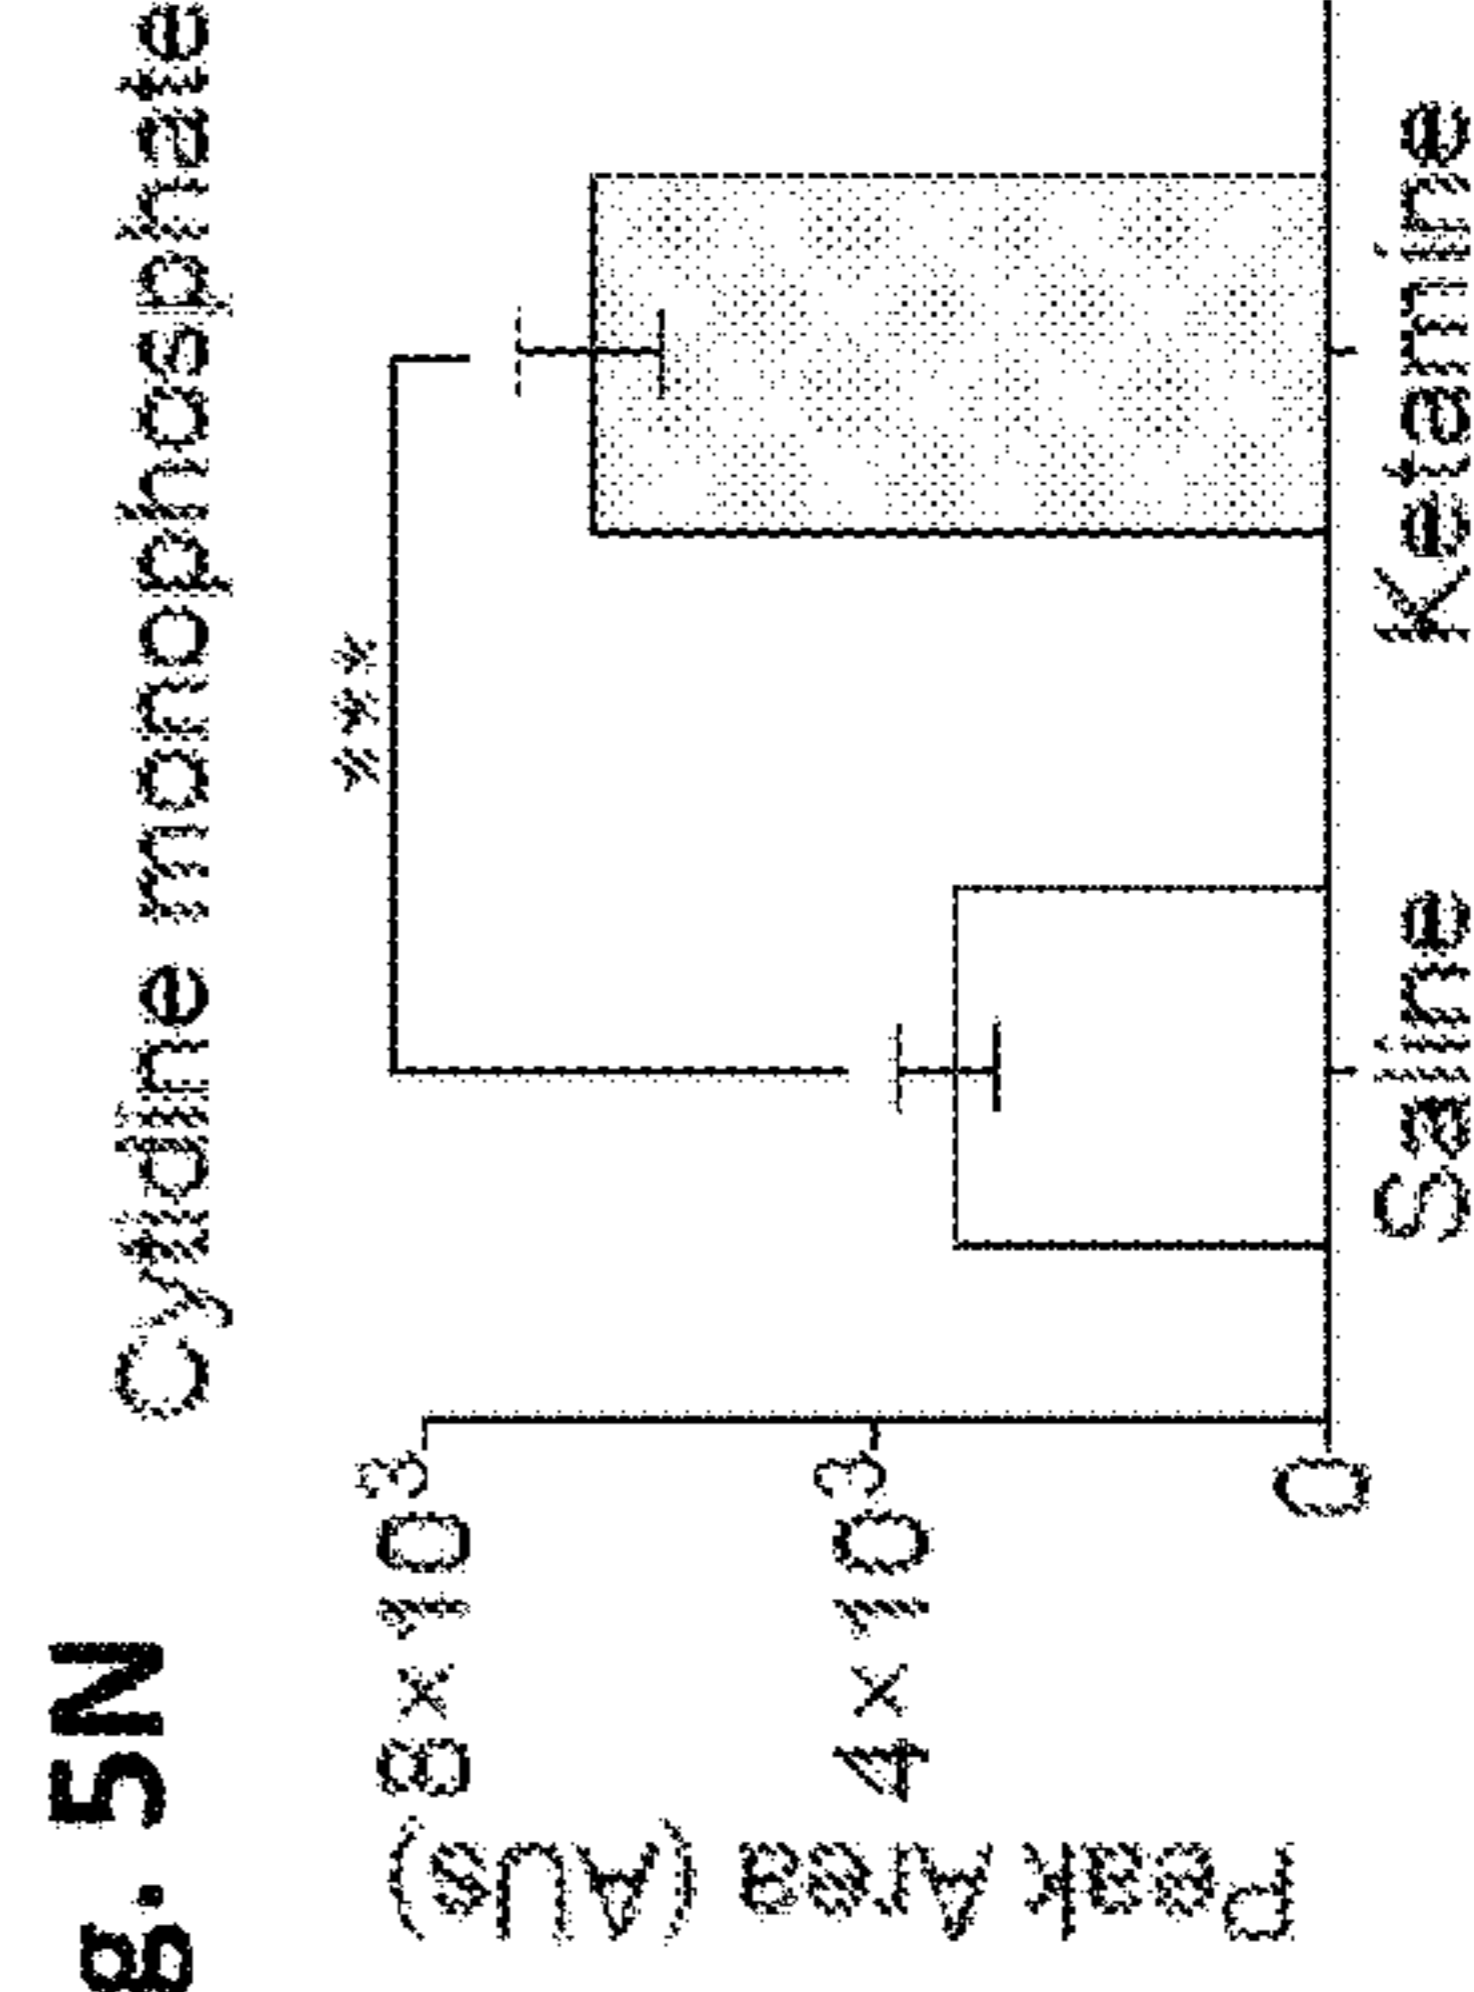 g. 5N
Cytidine monophosphate
***
Peak Area (AUs)
8×10³
4×10³
0
Saline
Ketamine